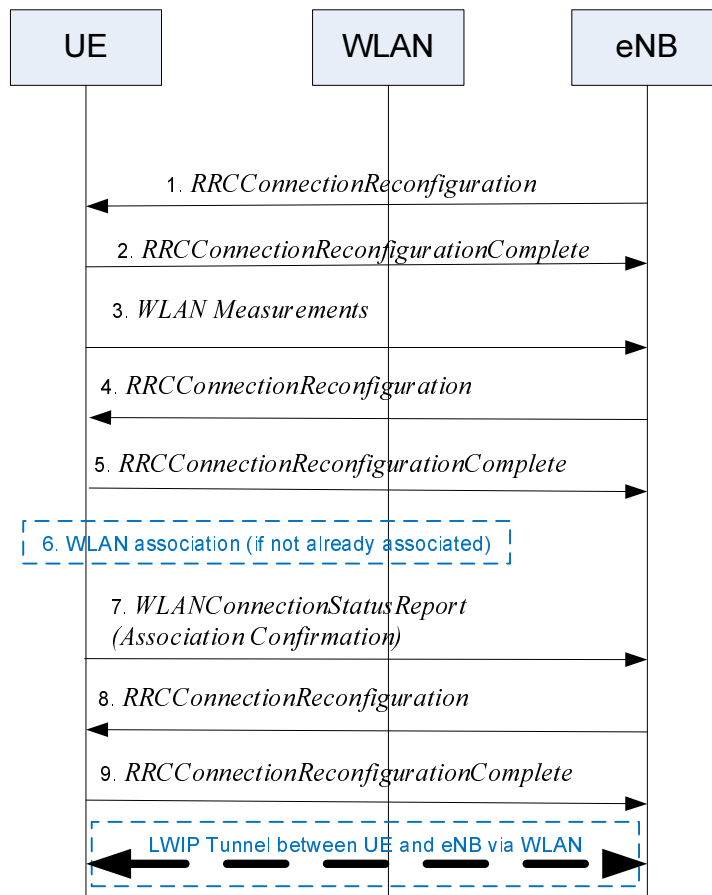 UE
WLAN
eNB
1. RRCConnectionReconfiguration
2. RRCConnectionReconfigurationComplete
3. WLAN Measurements
4. RRCConnectionReconfiguration
5. RRCConnectionReconfigurationComplete
6. WLAN association (if not already associated)
7. WLANConnectionStatusReport
(Association Confirmation)
8. RRCConnectionReconfiguration
9. RRCConnectionReconfigurationComplete
LWIP Tunnel between UE and eNB via WLAN